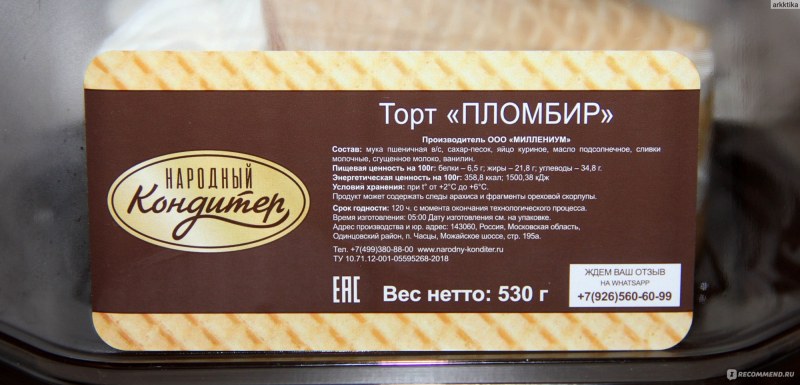 arkktika
Торт «ПЛОМБИР»
Производитель ООО «МИЛЛЕНИУМ»
Состав: мука пшеничная в/с, сахар-песок, яйцо куриное, масло подсолнечное, сливки
молочные, сгущенное молоко, ванилин.
Пищевая ценность на 100г: белки – 6,5 г; жиры – 21,8 г; углеводы – 34,8 г.
Энергетическая ценность на 100г: 358,8 ккал; 1500,38 кДж
Условия хранения: при t° от +2°С до +6°С.
Продукт может содержать следы арахиса и фрагменты ореховой скорлупы.
Срок годности: 120 ч. с момента окончания технологического процесса.
Время изготовления: 05:00 Дату изготовления см. на упаковке.
Адрес производства и юр. адрес: 143060, Россия, Московская область,
Одинцовский район, п. Часцы, Можайское шоссе, стр. 195а.
Тел. +7(499)380-88-00 www.narodny-konditer.ru
ТУ 10.71.12-001-05595268-2018
НАРОДНЫЙ
Кондитер
EAC
Вес нетто: 530 г
ЖДЕМ ВАШ ОТЗЫВ
НА WHATSAPP
+7(926)560-60-99
IRECOMMEND.RU